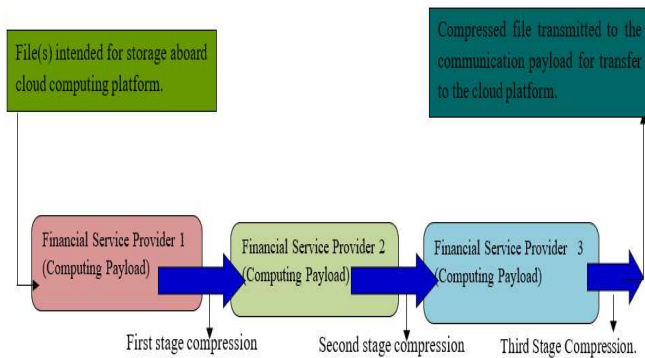 File(s) intended for storage aboard
cloud computing platform.
Compressed file transmitted to the
communication payload for transfer
to the cloud platform.
Financial Service Provider 1
(Computing Payload)
Financial Service Provider 2
(Computing Payload)
Financial Service Provider 3
(Computing Payload)
First stage compression
Second stage compression
Third Stage Compression.